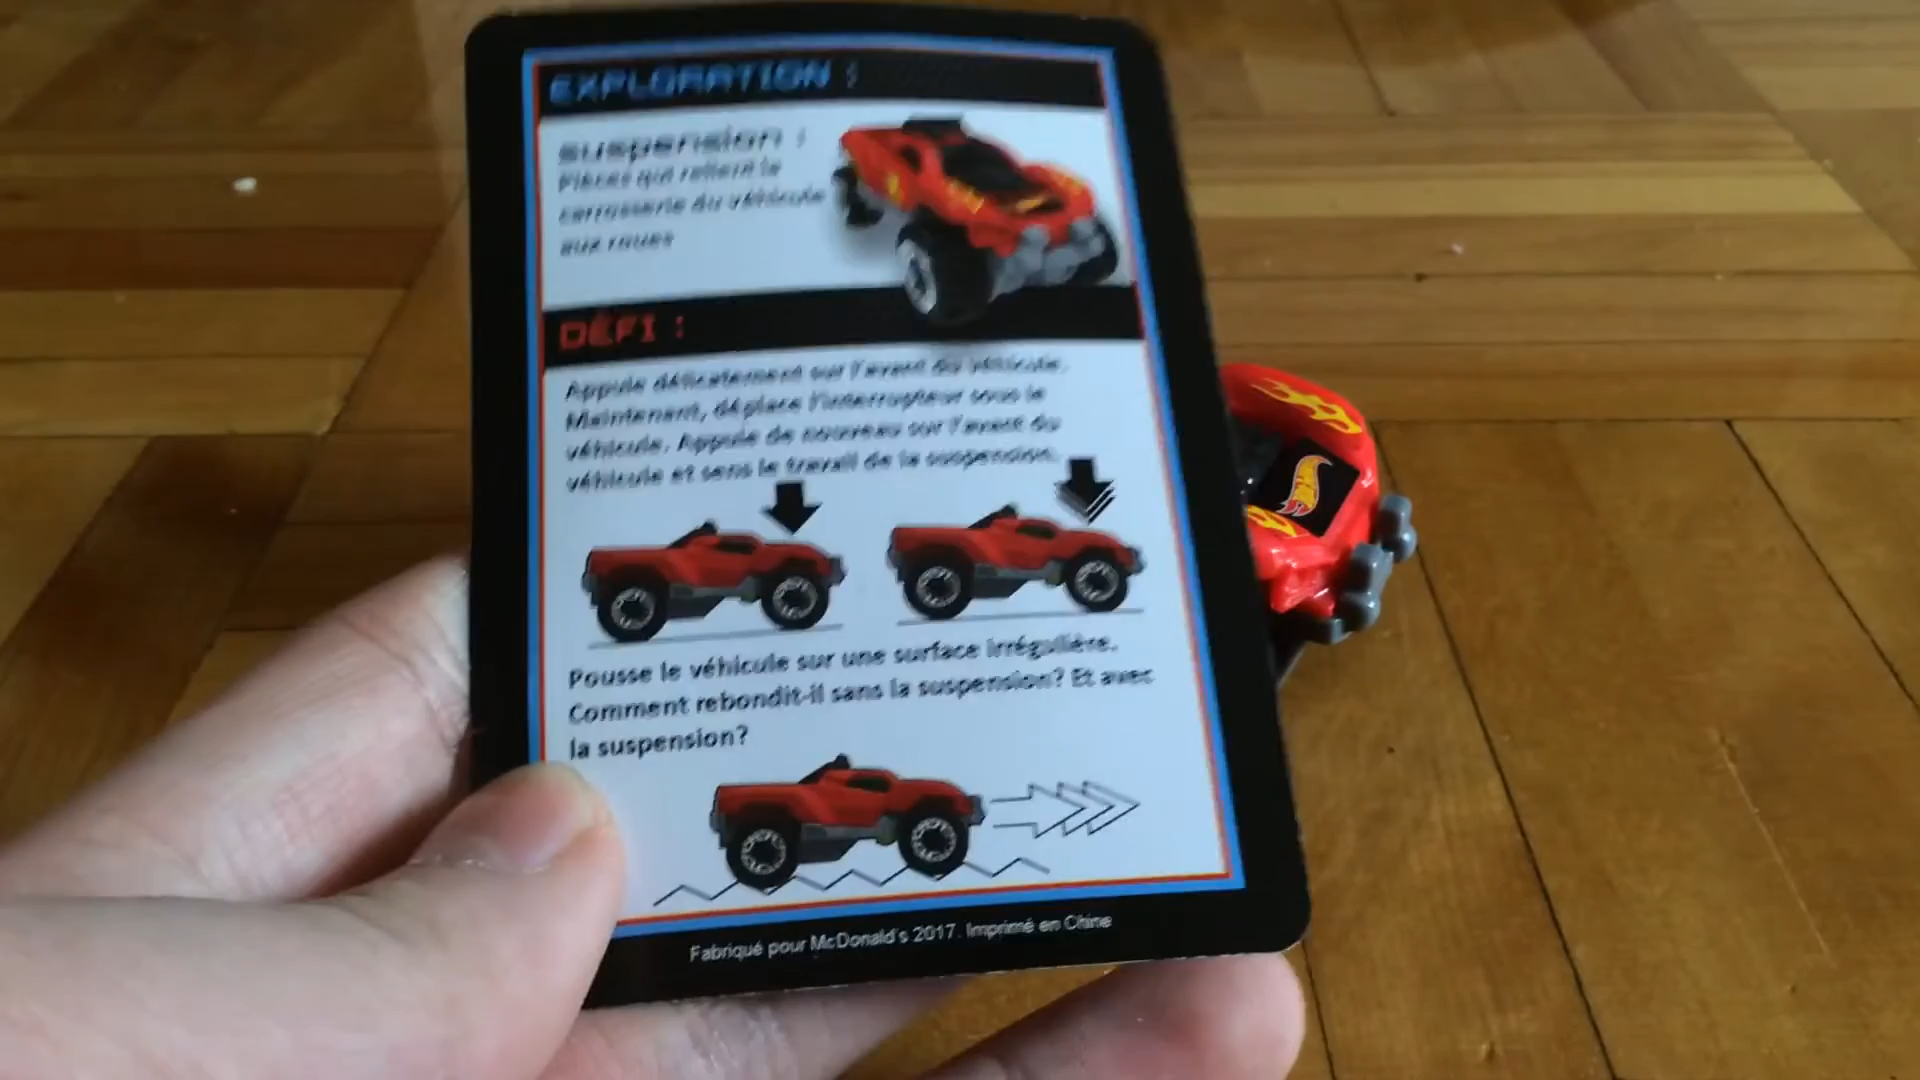 EXPLORATION :
suspension :
Pièces qui relient la
carrosserie du véhicule
aux roues
DÉFI :
Appuie délicatement sur l'avant du véhicule.
Maintenant, déplace l'interrupteur sous le
véhicule. Appuie de nouveau sur l'avant du
véhicule et sens le travail de la suspension.
Pousse le véhicule sur une surface irrégulière.
Comment rebondit-il sans la suspension? Et avec
la suspension?
Fabriqué pour McDonald's 2017. Imprimé en Chine